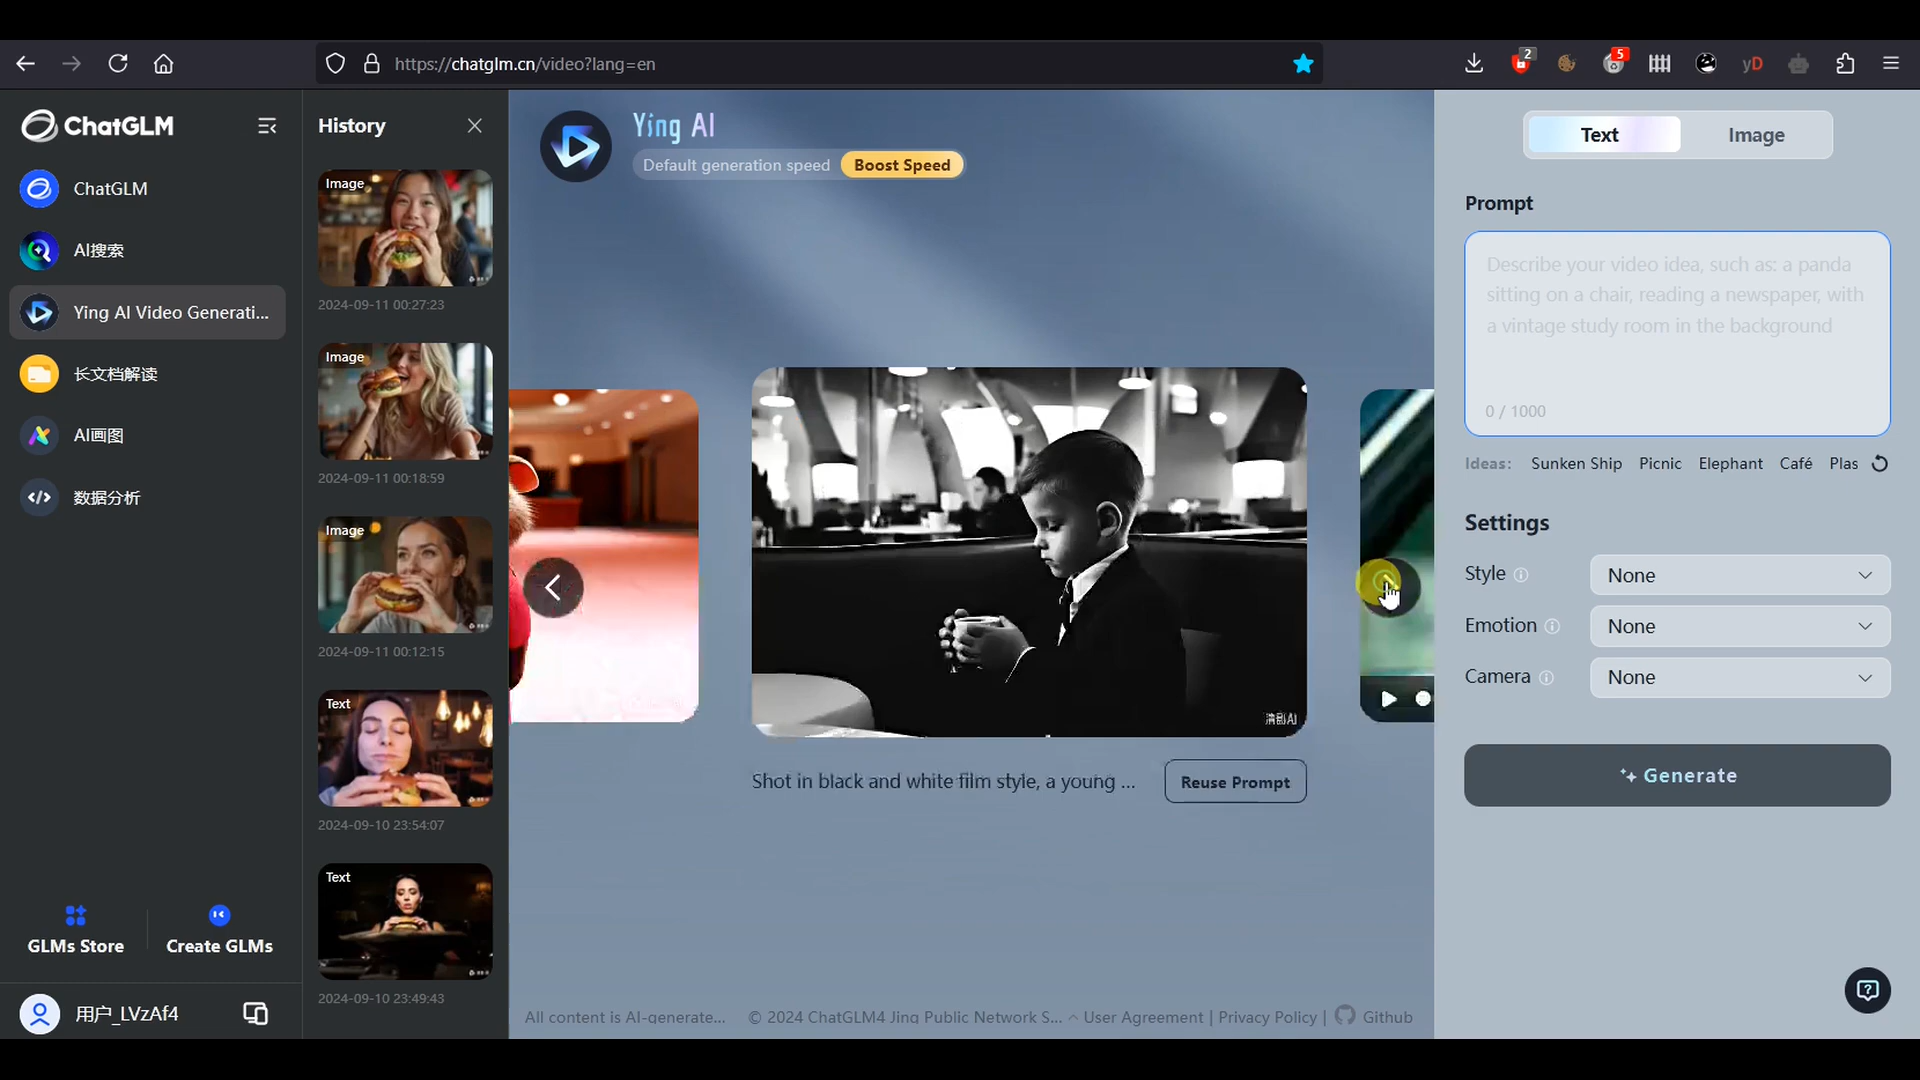 https://chatglm.cn/video?lang=en
2
5
yD
ChatGLM
ChatGLM
AI搜索
Ying AI Video Generati...
长文档解读
AI画图
数据分析
GLMs Store
Create GLMs
用户_LVzAf4
History
Image
2024-09-11 00:27:23
Image
2024-09-11 00:18:59
Image
2024-09-11 00:12:15
Text
2024-09-10 23:54:07
Text
2024-09-10 23:49:43
Ying AI
Default generation speed
Boost Speed
清影AI
Shot in black and white film style, a young ...
Reuse Prompt
All content is AI-generate...
© 2024 ChatGLM4 Jing Public Network S...
User Agreement | Privacy Policy |
Github
Text
Image
Prompt
Describe your video idea, such as: a panda
sitting on a chair, reading a newspaper, with
a vintage study room in the background
0 / 1000
Ideas: Sunken Ship Picnic Elephant Café Plas
Settings
Style
None
Emotion
None
Camera
None
Generate